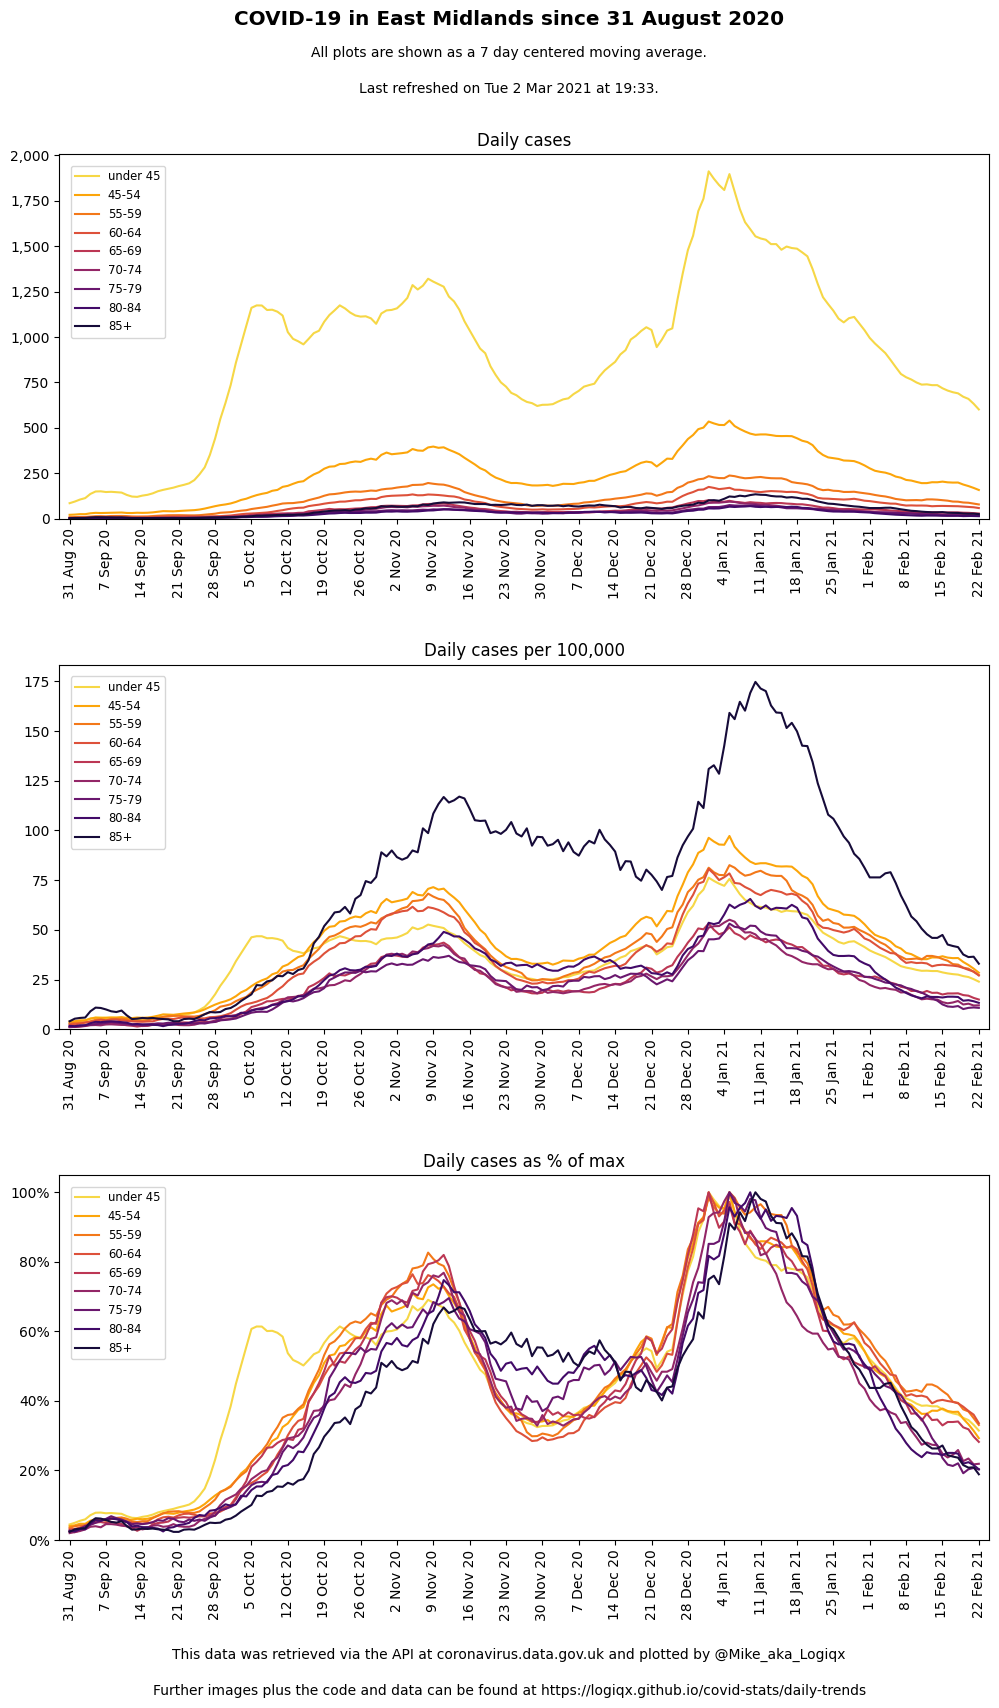 COVID-19 in East Midlands since 31 August 2020
All plots are shown as a 7 day centered moving average.
Last refreshed on Tue 2 Mar 2021 at 19:33.
Daily cases
2,000
1,750
1,500
1,250
1,000
750
500
250
0
under 45
45-54
55-59
60-64
65-69
70-74
75-79
80-84
85+
31 Aug 20
7 Sep 20
14 Sep 20
21 Sep 20
28 Sep 20
5 Oct 20
12 Oct 20
19 Oct 20
26 Oct 20
2 Nov 20
9 Nov 20
16 Nov 20
23 Nov 20
30 Nov 20
7 Dec 20
14 Dec 20
21 Dec 20
28 Dec 20
4 Jan 21
11 Jan 21
18 Jan 21
25 Jan 21
1 Feb 21
8 Feb 21
15 Feb 21
22 Feb 21
Daily cases per 100,000
175
150
125
100
75
50
25
0
under 45
45-54
55-59
60-64
65-69
70-74
75-79
80-84
85+
31 Aug 20
7 Sep 20
14 Sep 20
21 Sep 20
28 Sep 20
5 Oct 20
12 Oct 20
19 Oct 20
26 Oct 20
2 Nov 20
9 Nov 20
16 Nov 20
23 Nov 20
30 Nov 20
7 Dec 20
14 Dec 20
21 Dec 20
28 Dec 20
4 Jan 21
11 Jan 21
18 Jan 21
25 Jan 21
1 Feb 21
8 Feb 21
15 Feb 21
22 Feb 21
Daily cases as % of max
100%
80%
60%
40%
20%
0%
under 45
45-54
55-59
60-64
65-69
70-74
75-79
80-84
85+
31 Aug 20
7 Sep 20
14 Sep 20
21 Sep 20
28 Sep 20
5 Oct 20
12 Oct 20
19 Oct 20
26 Oct 20
2 Nov 20
9 Nov 20
16 Nov 20
23 Nov 20
30 Nov 20
7 Dec 20
14 Dec 20
21 Dec 20
28 Dec 20
4 Jan 21
11 Jan 21
18 Jan 21
25 Jan 21
1 Feb 21
8 Feb 21
15 Feb 21
22 Feb 21
This data was retrieved via the API at coronavirus.data.gov.uk and plotted by @Mike_aka_Logiqx
Further images plus the code and data can be found at https://logiqx.github.io/covid-stats/daily-trends